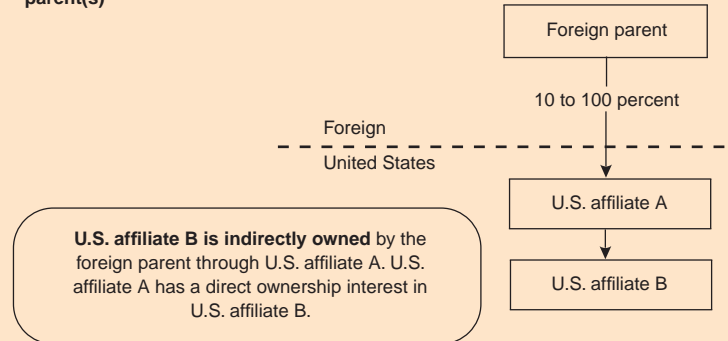 parent(s)
Foreign parent
10 to 100 percent
Foreign
United States
U.S. affiliate A
U.S. affiliate B is indirectly owned by the
foreign parent through U.S. affiliate A. U.S.
affiliate A has a direct ownership interest in
U.S. affiliate B.
U.S. affiliate B